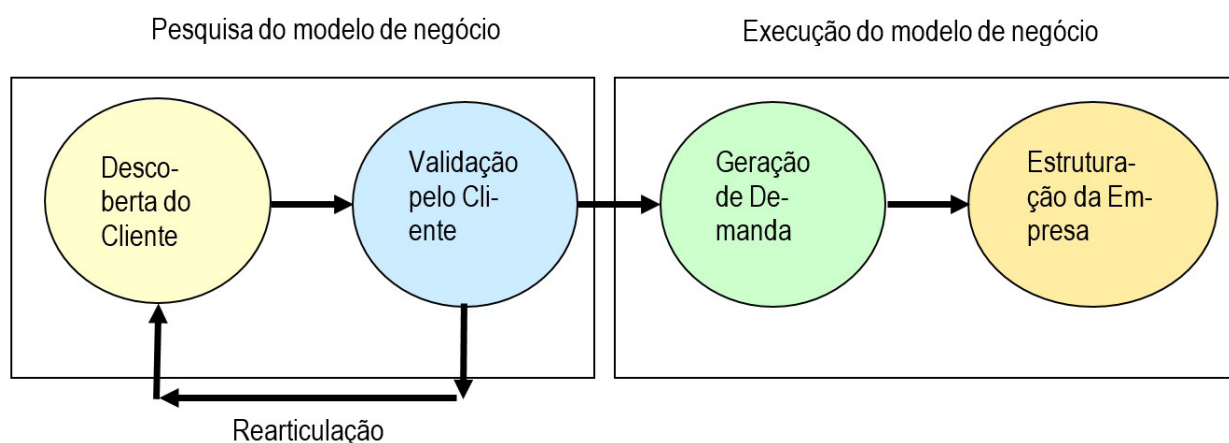 Pesquisa do modelo de negócio
Execução do modelo de negócio
Desco-
berta do
Cliente
Validação
pelo Cli-
ente
Geração
de De-
manda
Estrutura-
ção da Em-
presa
Rearticulação